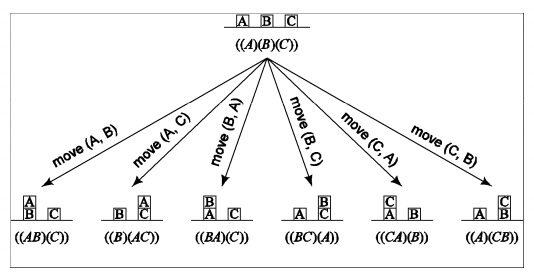 A B C
((A)(B)(C))
move (A, B)
move (A, C)
move (B, A)
move (B, C)
move (C, A)
move (C, B)
A A B B C C
B C B C A C A C A B A B
((AB)(C)) ((B)(AC)) ((BA)(C)) ((BC)(A)) ((CA)(B)) ((A)(CB))